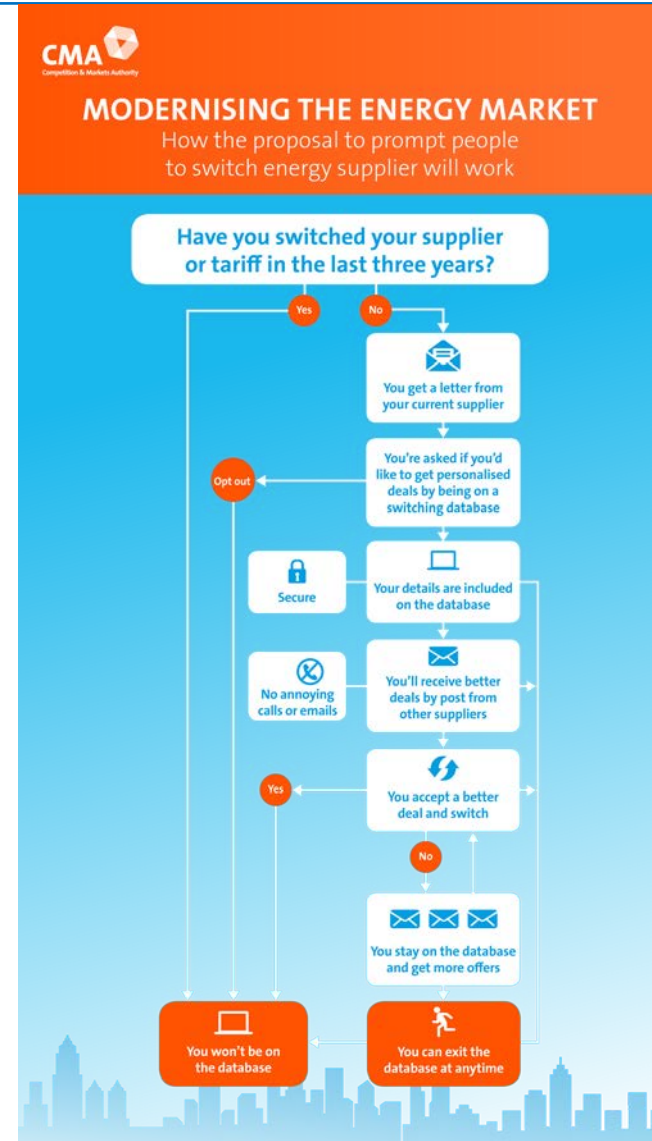 CMA
Competition & Markets Authority
MODERNISING THE ENERGY MARKET
How the proposal to prompt people
to switch energy supplier will work
Have you switched your supplier
or tariff in the last three years?
Yes
No
You get a letter from
your current supplier
You're asked if you'd
like to get personalised
deals by being on a
switching database
Opt out
Secure
Your details are included
on the database
No annoying
calls or emails
You'll receive better
deals by post from
other suppliers
Yes
You accept a better
deal and switch
No
You stay on the database
and get more offers
You won't be on
the database
You can exit the
database at anytime